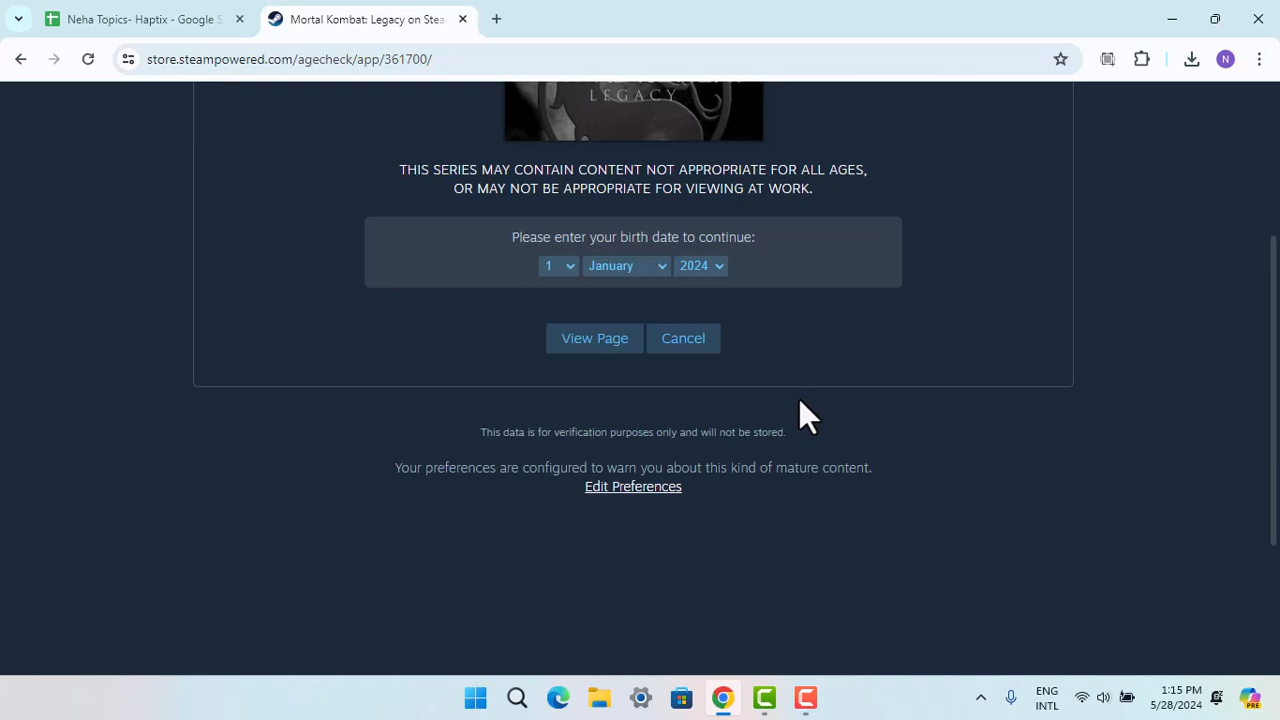 Neha Topics- Haptix - Google S
Mortal Kombat: Legacy on Stea
store.steampowered.com/agecheck/app/361700/
N
LEGACY
THIS SERIES MAY CONTAIN CONTENT NOT APPROPRIATE FOR ALL AGES,
OR MAY NOT BE APPROPRIATE FOR VIEWING AT WORK.
Please enter your birth date to continue:
1 January 2024
View Page Cancel
This data is for verification purposes only and will not be stored.
Your preferences are configured to warn you about this kind of mature content.
Edit Preferences
ENG
INTL
1:15 PM
5/28/2024
PRE